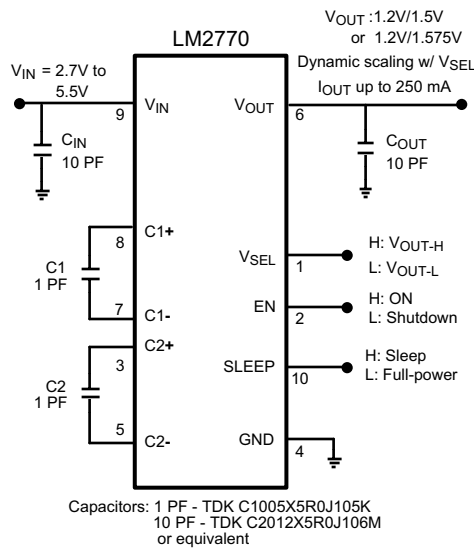 LM2770
VOUT :1.2V/1.5V
or 1.2V/1.575V
Dynamic scaling w/ VSEL
IOUT up to 250 mA
VIN = 2.7V to
5.5V
9
VIN
VOUT
6
CIN
10 PF
COUT
10 PF
8
C1+
C1
1 PF
7
C1-
VSEL
1
H: VOUT-H
L: VOUT-L
EN
2
H: ON
L: Shutdown
C2+
3
C2
1 PF
5
C2-
SLEEP
10
H: Sleep
L: Full-power
GND
4
Capacitors: 1 PF - TDK C1005X5R0J105K
10 PF - TDK C2012X5R0J106M
or equivalent